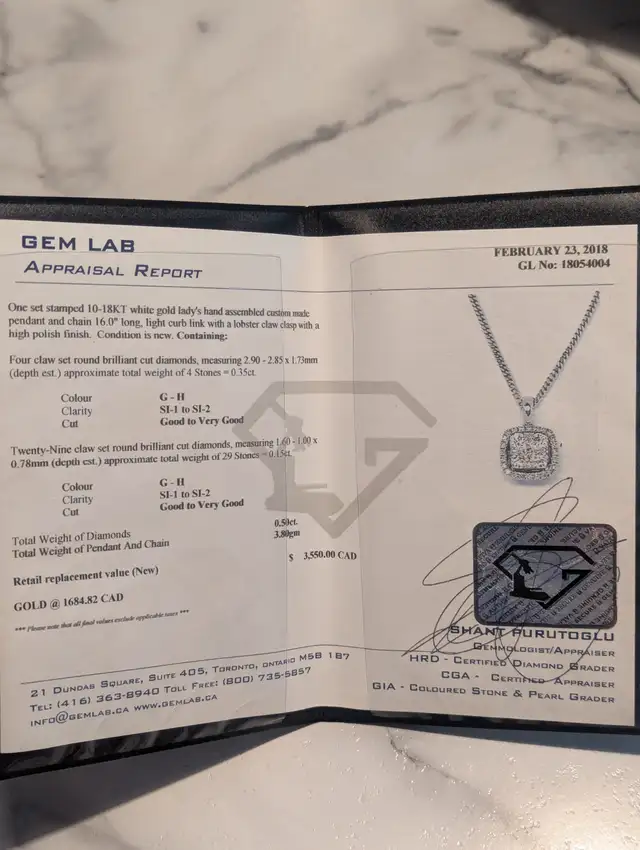 GEM LAB
APPRAISAL REPORT
One set stamped 10-18KT white gold lady's hand assembled custom made
pendant and chain 16.0" long, light curb link with a lobster claw clasp with a
high polish finish. Condition is new. Containing:
Four claw set round brilliant cut diamonds, measuring 2.90 - 2.85 x 1.73mm
(depth est.) approximate total weight of 4 Stones = 0.35ct.
Colour G - H
Clarity SI-1 to SI-2
Cut Good to Very Good
Twenty-Nine claw set round brilliant cut diamonds, measuring 1.60 - 1.00 x
0.78mm (depth est.) approximate total weight of 29 Stones = 0.15ct.
Colour G - H
Clarity SI-1 to SI-2
Cut Good to Very Good
Total Weight of Diamonds 0.50ct.
Total Weight of Pendant And Chain 3.80gm
Retail replacement value (New) $ 3,550.00 CAD
GOLD @ 1684.82 CAD
*** Please note that all final values exclude applicable taxes ***
21 DUNDAS SQUARE, SUITE 405, TORONTO, ONTARIO M5B 1B7
TEL: (416) 363-8940 TOLL FREE: (800) 735-5857
INFO@GEMLAB.CA WWW.GEMLAB.CA
FEBRUARY 23, 2018
GL No: 18054004
SHANT PURUTOGLU
GEMMOLOGIST/APPRAISER
HRD - CERTIFIED DIAMOND GRADER
CGA - CERTIFIED APPRAISER
GIA - COLOURED STONE & PEARL GRADER